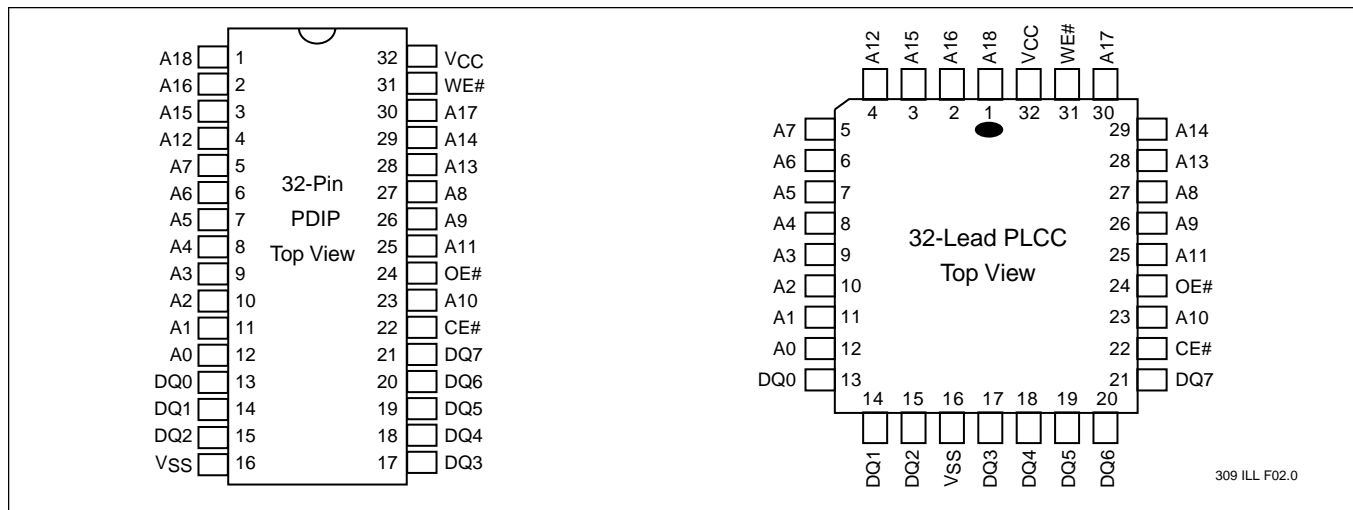 A18 1 32 VCC
A16 2 31 WE#
A15 3 30 A17
A12 4 29 A14
A7 5 28 A13
A6 6 27 A8
A5 7 26 A9
A4 8 25 A11
A3 9 24 OE#
A2 10 23 A10
A1 11 22 CE#
A0 12 21 DQ7
DQ0 13 20 DQ6
DQ1 14 19 DQ5
DQ2 15 18 DQ4
VSS 16 17 DQ3
32-Pin
PDIP
Top View
A12 A15 A16 A18 VCC WE# A17
4 3 2 1 32 31 30
A7 5 29 A14
A6 6 28 A13
A5 7 27 A8
A4 8 26 A9
A3 9 25 A11
A2 10 24 OE#
A1 11 23 A10
A0 12 22 CE#
DQ0 13 21 DQ7
32-Lead PLCC
Top View
14 15 16 17 18 19 20
DQ1 DQ2 VSS DQ3 DQ4 DQ5 DQ6
309 ILL F02.0